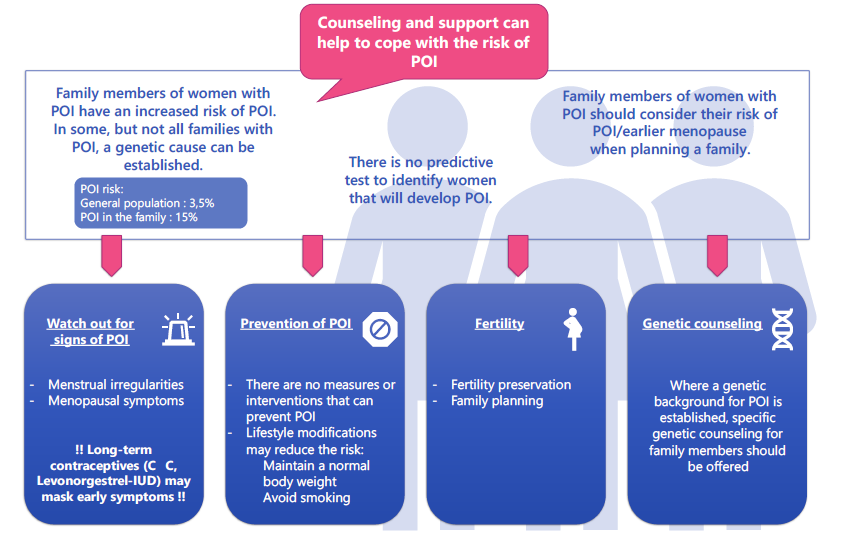 Counseling and support can
help to cope with the risk of
POI
Family members of women with
POI have an increased risk of POI.
In some, but not all families with
POI, a genetic cause can be
established.
POI risk:
General population : 3,5%
POI in the family : 15%
There is no predictive
test to identify women
that will develop POI.
Family members of women with
POI should consider their risk of
POI/earlier menopause
when planning a family.
Watch out for
signs of POI
- Menstrual irregularities
- Menopausal symptoms
!! Long-term
contraceptives (C C,
Levonorgestrel-IUD) may
mask early symptoms !!
Prevention of POI
- There are no measures or
interventions that can
prevent POI
- Lifestyle modifications
may reduce the risk:
Maintain a normal
body weight
Avoid smoking
Fertility
- Fertility preservation
- Family planning
Genetic counseling
Where a genetic
background for POI is
established, specific
genetic counseling for
family members should
be offered